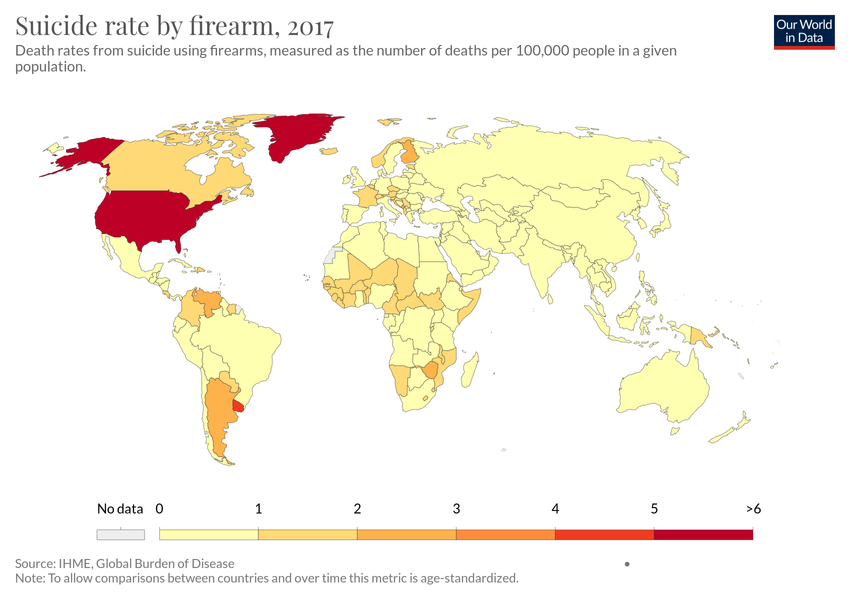 Suicide rate by firearm, 2017
Our World
in Data
Death rates from suicide using firearms, measured as the number of deaths per 100,000 people in a given
population.
No data 0 1 2 3 4 5 >6
Source: IHME, Global Burden of Disease
Note: To allow comparisons between countries and over time this metric is age-standardized.